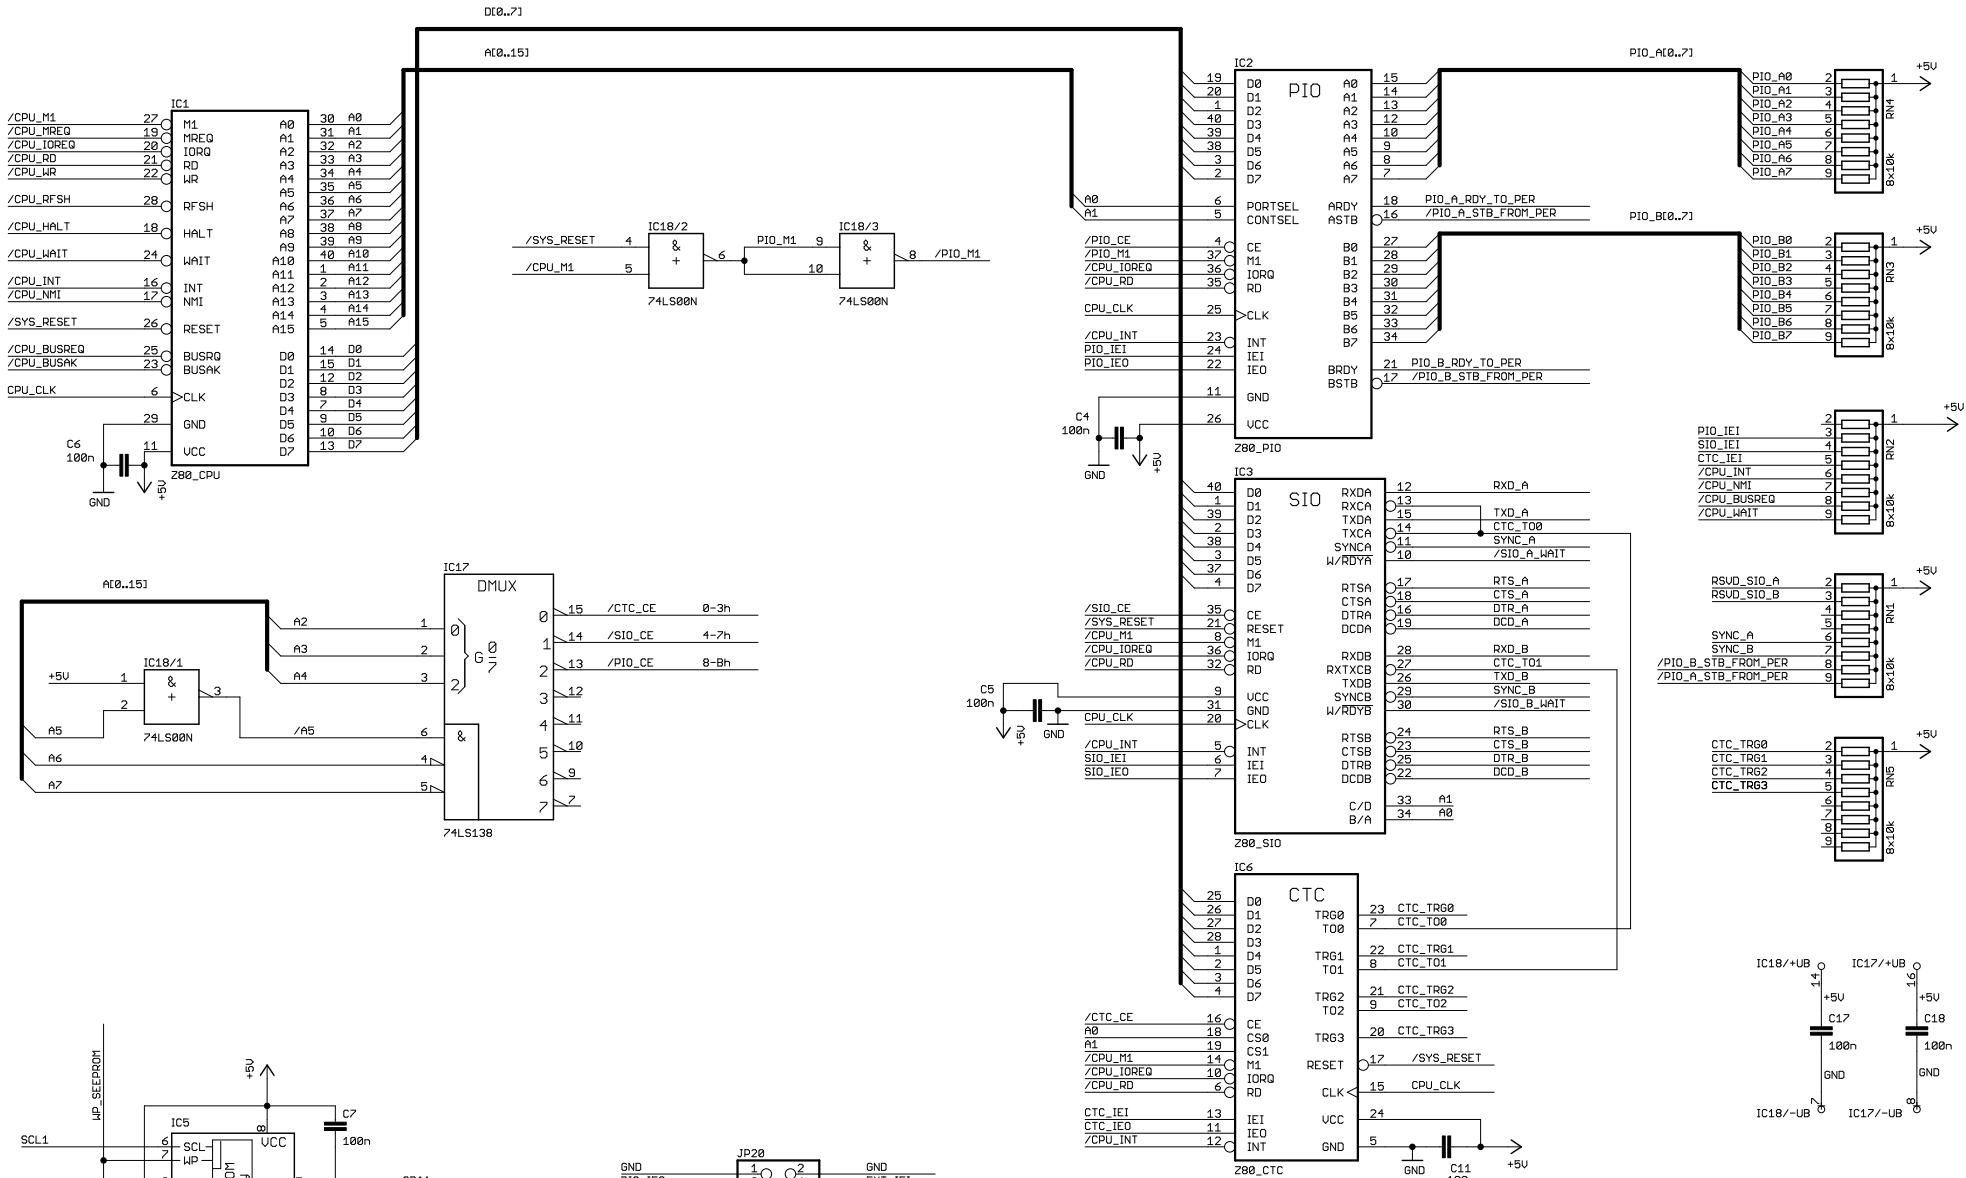 D[0..7]
A[0..15]
IC1
/CPU_M1 27 M1 A0 30 A0
/CPU_MREQ 19 MREQ A1 31 A1
/CPU_IOREQ 20 IORQ A2 32 A2
/CPU_RD 21 RD A3 33 A3
/CPU_WR 22 WR A4 34 A4
A5 35 A5
/CPU_RFSH 28 RFSH A6 36 A6
A7 37 A7
/CPU_HALT 18 HALT A8 38 A8
A9 39 A9
/CPU_WAIT 24 WAIT A10 40 A10
A11 1 A11
/CPU_INT 16 INT A12 2 A12
/CPU_NMI 17 NMI A13 3 A13
A14 4 A14
/SYS_RESET 26 RESET A15 5 A15
/CPU_BUSREQ 25 BUSRQ D0 14 D0
/CPU_BUSAK 23 BUSAK D1 15 D1
D2 12 D2
CPU_CLK 6 CLK D3 8 D3
D4 7 D4
29 GND D5 9 D5
D6 10 D6
11 VCC D7 13 D7
C6
100n
GND
+5V
Z80_CPU
IC18/2
/SYS_RESET 4 & 6
/CPU_M1 5 +
74LS00N
IC18/3
PIO_M1 9 & 8 /PIO_M1
10 +
74LS00N
IC2
PIO
19 D0 A0 15
20 D1 A1 14
1 D2 A2 13
40 D3 A3 12
39 D4 A4 10
38 D5 A5 9
3 D6 A6 8
2 D7 A7 7
A0 6 PORTSEL ARDY 18 PIO_A_RDY_TO_PER
A1 5 CONTSEL ASTB 16 /PIO_A_STB_FROM_PER
/PIO_CE 4 CE B0 27
/PIO_M1 37 M1 B1 28
/CPU_IOREQ 36 IORQ B2 29
/CPU_RD 35 RD B3 30
B4 31
CPU_CLK 25 CLK B5 32
B6 33
/CPU_INT 23 INT B7 34
PIO_IEI 24 IEI
PIO_IEO 22 IEO BRDY 21 PIO_B_RDY_TO_PER
BSTB 17 /PIO_B_STB_FROM_PER
11 GND
26 VCC
C4
100n
GND
+5V
Z80_PIO
PIO_A[0..7]
PIO_A0 2 1 +5V
PIO_A1 3
PIO_A2 4
PIO_A3 5
PIO_A4 6
PIO_A5 7
PIO_A6 8
PIO_A7 9
RN4
8x10k
PIO_B[0..7]
PIO_B0 2 1 +5V
PIO_B1 3
PIO_B2 4
PIO_B3 5
PIO_B4 6
PIO_B5 7
PIO_B6 8
PIO_B7 9
RN3
8x10k
2 1 +5V
PIO_IEI 3
SIO_IEI 4
CTC_IEI 5
/CPU_INT 6
/CPU_NMI 7
/CPU_BUSREQ 8
/CPU_WAIT 9
RN2
8x10k
RSVD_SIO_A 2 1 +5V
RSVD_SIO_B 3
4
5
SYNC_A 6
SYNC_B 7
/PIO_B_STB_FROM_PER 8
/PIO_A_STB_FROM_PER 9
RN1
8x10k
CTC_TRG0 2 1 +5V
CTC_TRG1 3
CTC_TRG2 4
CTC_TRG3 5
6
7
8
9
RN5
8x10k
IC3
SIO
40 D0 RXDA 12 RXD_A
1 D1 RXCA 13
39 D2 TXDA 15 TXD_A
2 D3 TXCA 14 CTC_TO0
38 D4 SYNCA 11 SYNC_A
3 D5 W/RDYA 10 /SIO_A_WAIT
37 D6
4 D7 RTSA 17 RTS_A
CTSA 18 CTS_A
/SIO_CE 35 CE DTRA 16 DTR_A
/SYS_RESET 21 RESET DCDA 19 DCD_A
/CPU_M1 8 M1
/CPU_IOREQ 36 IORQ RXDB 28 RXD_B
/CPU_RD 32 RD RXTXCB 27 CTC_TO1
TXDB 26 TXD_B
9 VCC SYNCB 29 SYNC_B
31 GND W/RDYB 30 /SIO_B_WAIT
CPU_CLK 20 CLK
RTSB 24 RTS_B
/CPU_INT 5 INT CTSB 23 CTS_B
SIO_IEI 6 IEI DTRB 25 DTR_B
SIO_IEO 7 IEO DCDB 22 DCD_B
C/D 33 A1
B/A 34 A0
C5
100n
+5V
GND
Z80_SIO
A[0..15]
IC17
DMUX
A2 1 0
A3 2
A4 3 2
G 0
7
0 15 /CTC_CE 0-3h
1 14 /SIO_CE 4-7h
2 13 /PIO_CE 8-Bh
3 12
4 11
5 10
6 9
7 7
IC18/1
+5V 1 & 3
2 +
74LS00N
A5 /A5 6 &
A6 4
A7 5
74LS138
IC6
CTC
25 D0
26 D1 TRG0 23 CTC_TRG0
27 D2 TO0 7 CTC_TO0
28 D3
1 D4 TRG1 22 CTC_TRG1
2 D5 TO1 8 CTC_TO1
3 D6
4 D7 TRG2 21 CTC_TRG2
TO2 9 CTC_TO2
/CTC_CE 16 CE
A0 18 CS0 TRG3 20 CTC_TRG3
A1 19 CS1
/CPU_M1 14 M1 RESET 17 /SYS_RESET
/CPU_IOREQ 10 IORQ
/CPU_RD 6 RD CLK 15 CPU_CLK
CTC_IEI 13 IEI VCC 24
CTC_IEO 11 IEO
/CPU_INT 12 INT GND 5
GND
C11
+5V
Z80_CTC
IC18/+UB
14
+5V
C17
100n
GND
7
IC18/-UB
IC17/+UB
16
+5V
C18
100n
GND
8
IC17/-UB
WP_SEEPROM
+5V
C7
100n
IC5
8
VCC
SCL1 6 SCL
7 WP
JP20
GND 1 2 GND